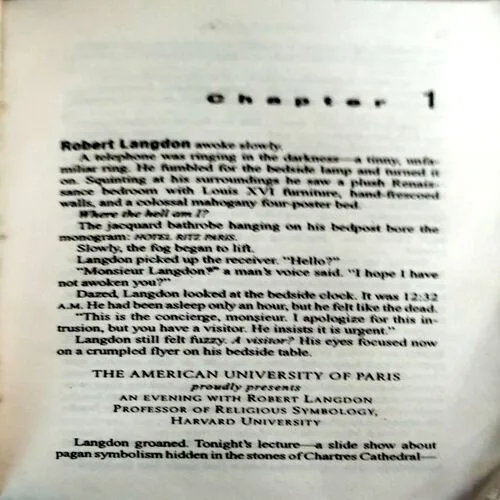 Chapter 1
Robert Langdon awoke slowly.
A telephone was ringing in the darkness—a tinny, unfa-
miliar ring. He fumbled for the bedside lamp and turned it
on. Squinting at his surroundings he saw a plush Renais-
sance bedroom with Louis XVI furniture, hand-frescoed
walls, and a colossal mahogany four-poster bed.
Where the hell am I?
The jacquard bathrobe hanging on his bedpost bore the
monogram: HOTEL RITZ PARIS.
Slowly, the fog began to lift.
Langdon picked up the receiver. "Hello?"
"Monsieur Langdon?" a man's voice said. "I hope I have
not awoken you?"
Dazed, Langdon looked at the bedside clock. It was 12:32
A.M. He had been asleep only an hour, but he felt like the dead.
"This is the concierge, monsieur. I apologize for this in-
trusion, but you have a visitor. He insists it is urgent."
Langdon still felt fuzzy. A visitor? His eyes focused now
on a crumpled flyer on his bedside table.
THE AMERICAN UNIVERSITY OF PARIS
proudly presents
AN EVENING WITH ROBERT LANGDON
PROFESSOR OF RELIGIOUS SYMBOLOGY,
HARVARD UNIVERSITY
Langdon groaned. Tonight's lecture—a slide show about
pagan symbolism hidden in the stones of Chartres Cathedral—